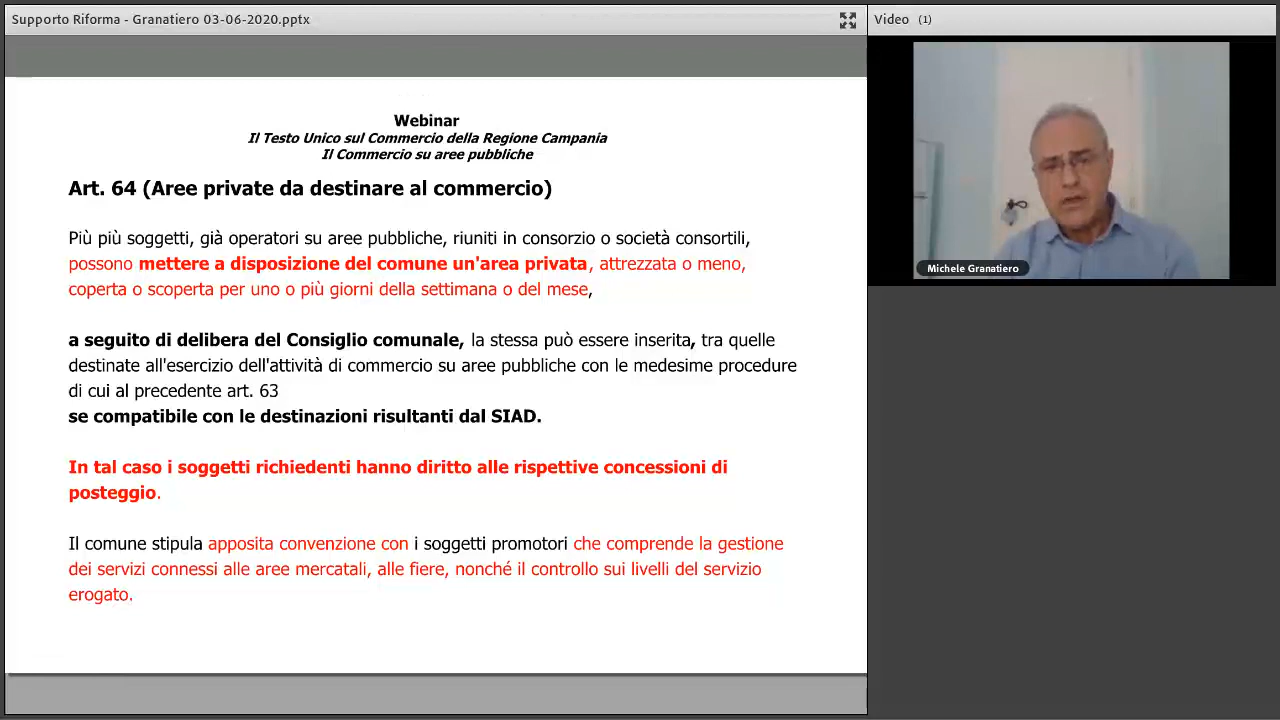 Supporto Riforma - Granatiero 03-06-2020.pptx
Video (1)
Webinar
Il Testo Unico sul Commercio della Regione Campania
Il Commercio su aree pubbliche
Art. 64 (Aree private da destinare al commercio)
Più più soggetti, già operatori su aree pubbliche, riuniti in consorzio o società consortili,
possono mettere a disposizione del comune un'area privata, attrezzata o meno,
coperta o scoperta per uno o più giorni della settimana o del mese,
a seguito di delibera del Consiglio comunale, la stessa può essere inserita, tra quelle
destinate all'esercizio dell'attività di commercio su aree pubbliche con le medesime procedure
di cui al precedente art. 63
se compatibile con le destinazioni risultanti dal SIAD.
In tal caso i soggetti richiedenti hanno diritto alle rispettive concessioni di
posteggio.
Il comune stipula apposita convenzione con i soggetti promotori che comprende la gestione
dei servizi connessi alle aree mercatali, alle fiere, nonché il controllo sui livelli del servizio
erogato.
Michele Granatiero